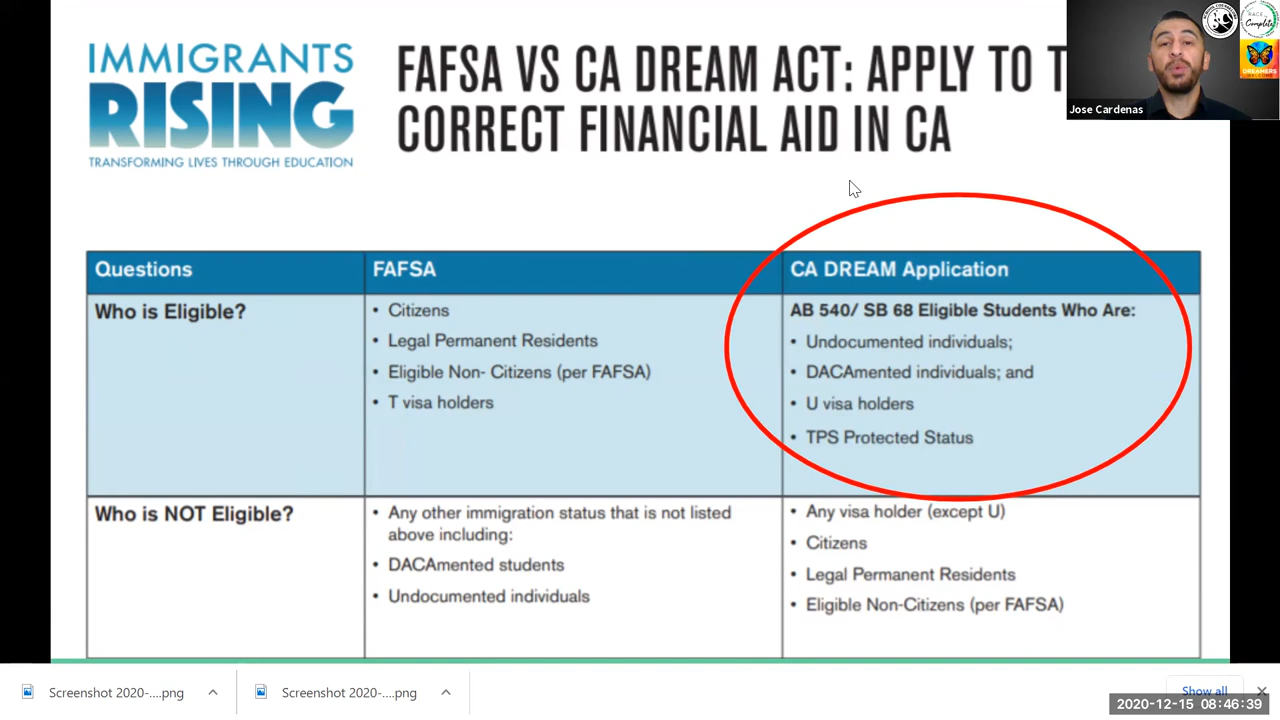 IMMIGRANTS
RISING
TRANSFORMING LIVES THROUGH EDUCATION
FAFSA VS CA DREAM ACT: APPLY TO T
CORRECT FINANCIAL AID IN CA
RACE
Complete
DREAMERS
Jose Cardenas
Questions
FAFSA
CA DREAM Application
Who is Eligible?
• Citizens
• Legal Permanent Residents
• Eligible Non- Citizens (per FAFSA)
• T visa holders
AB 540/ SB 68 Eligible Students Who Are:
• Undocumented individuals;
• DACAmented individuals; and
• U visa holders
• TPS Protected Status
Who is NOT Eligible?
• Any other immigration status that is not listed
above including:
• DACAmented students
• Undocumented individuals
• Any visa holder (except U)
• Citizens
• Legal Permanent Residents
• Eligible Non-Citizens (per FAFSA)
Screenshot 2020-....png
Screenshot 2020-....png
Show all
2020-12-15 08:46:39